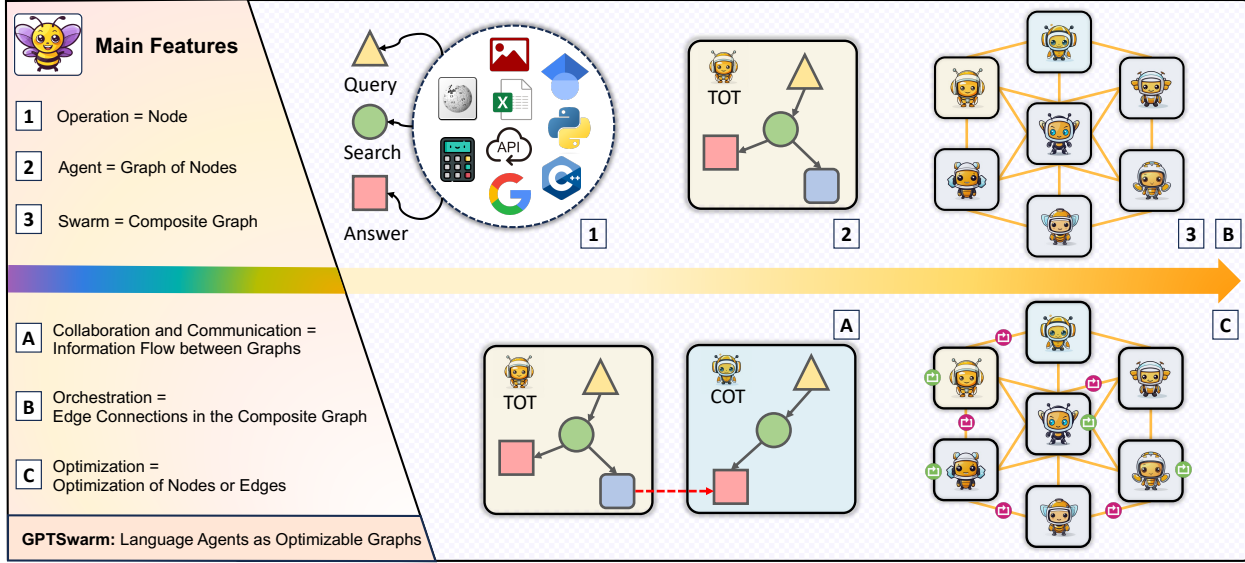 Main Features
1 Operation = Node
2 Agent = Graph of Nodes
3 Swarm = Composite Graph
Query
Search
Answer
API
C++
1
TOT
2
3 B
A Collaboration and Communication =
Information Flow between Graphs
B Orchestration =
Edge Connections in the Composite Graph
C Optimization =
Optimization of Nodes or Edges
GPTSwarm: Language Agents as Optimizable Graphs
TOT
COT
A
C